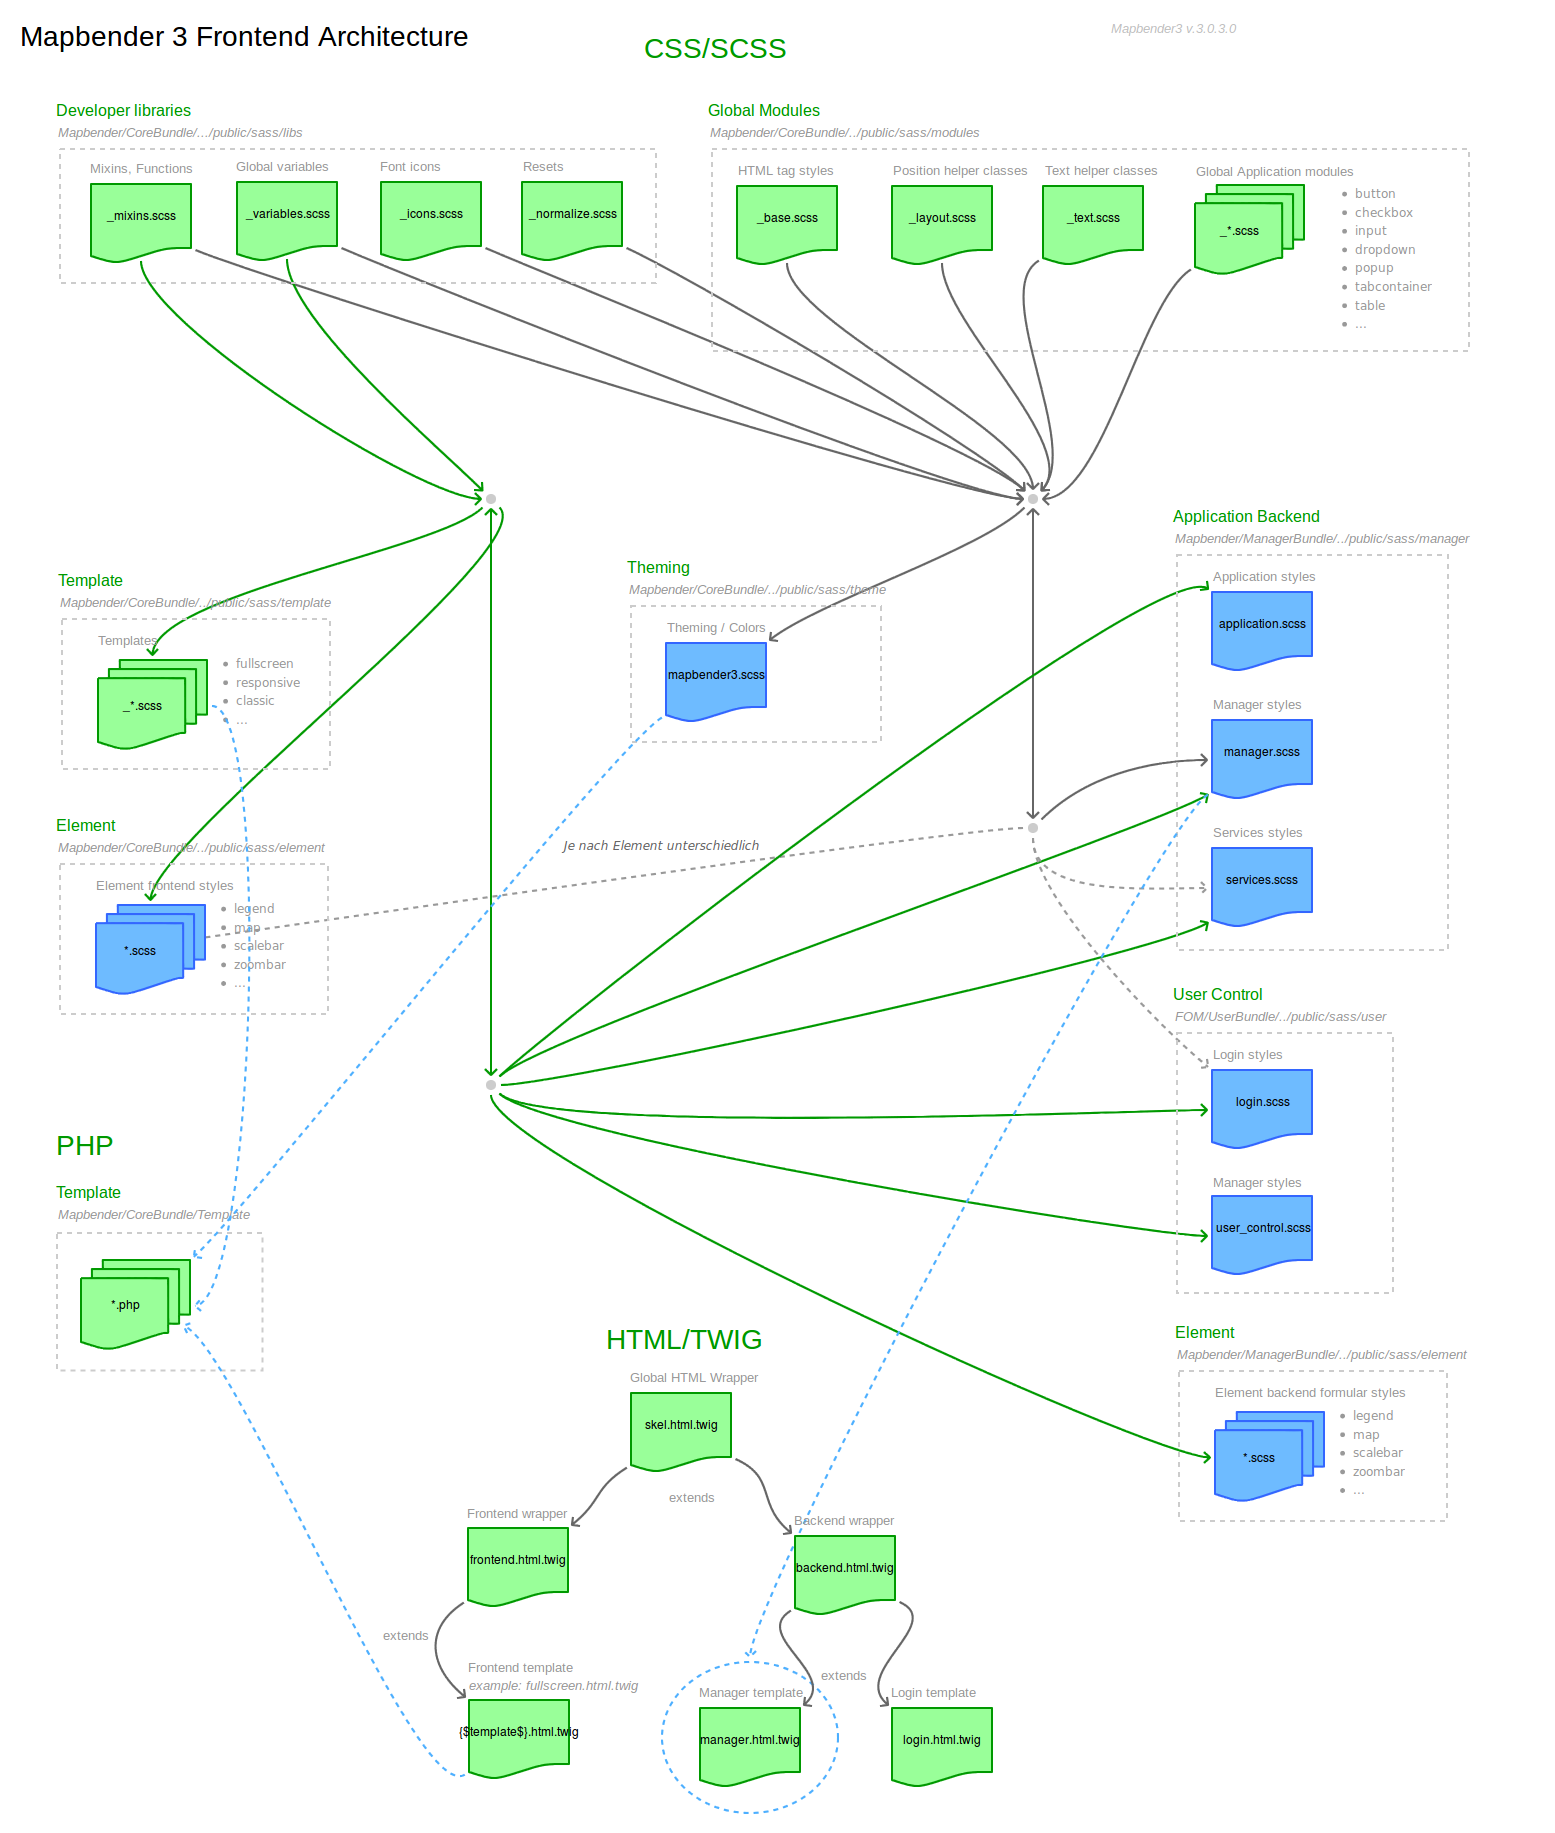 Mapbender 3 Frontend Architecture
Mapbender3 v.3.0.3.0
CSS/SCSS
Developer libraries
Mapbender/CoreBundle/.../public/sass/libs
Mixins, Functions
Global variables
Font icons
Resets
_mixins.scss
_variables.scss
_icons.scss
_normalize.scss
Global Modules
Mapbender/CoreBundle/../public/sass/modules
HTML tag styles
Position helper classes
Text helper classes
Global Application modules
_base.scss
_layout.scss
_text.scss
_*.scss
button
checkbox
input
dropdown
popup
tabcontainer
table
...
Template
Mapbender/CoreBundle/../public/sass/template
Templates
_*.scss
fullscreen
responsive
classic
...
Theming
Mapbender/CoreBundle/../public/sass/theme
Theming / Colors
mapbender3.scss
Application Backend
Mapbender/ManagerBundle/../public/sass/manager
Application styles
application.scss
Manager styles
manager.scss
Services styles
services.scss
Element
Mapbender/CoreBundle/../public/sass/element
Element frontend styles
*.scss
legend
map
scalebar
zoombar
...
Je nach Element unterschiedlich
User Control
FOM/UserBundle/../public/sass/user
Login styles
login.scss
Manager styles
user_control.scss
PHP
Template
Mapbender/CoreBundle/Template
*.php
Element
Mapbender/ManagerBundle/../public/sass/element
Element backend formular styles
*.scss
legend
map
scalebar
zoombar
...
HTML/TWIG
Global HTML Wrapper
skel.html.twig
extends
Frontend wrapper
frontend.html.twig
Backend wrapper
backend.html.twig
extends
Frontend template
example: fullscreen.html.twig
{$template$}.html.twig
extends
Manager template
manager.html.twig
Login template
login.html.twig